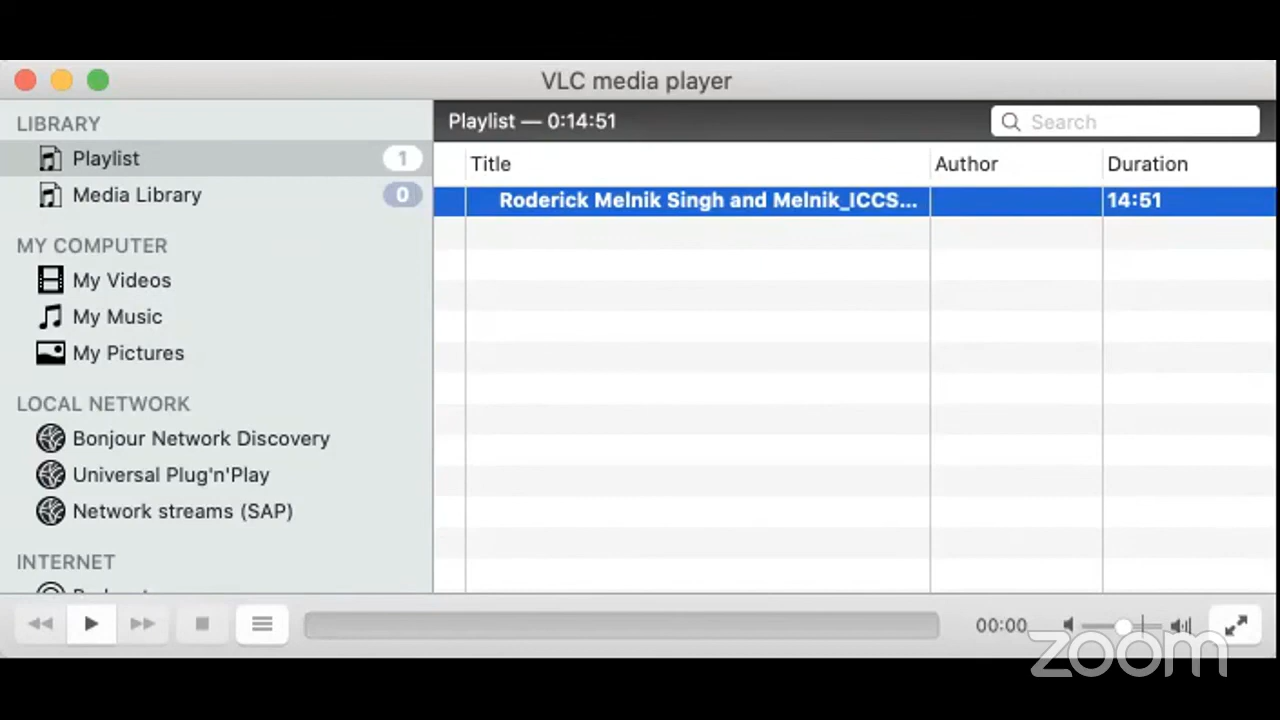 VLC media player
LIBRARY
Playlist 1
Media Library 0
MY COMPUTER
My Videos
My Music
My Pictures
LOCAL NETWORK
Bonjour Network Discovery
Universal Plug'n'Play
Network streams (SAP)
INTERNET
Playlist — 0:14:51
Search
Title Author Duration
Roderick Melnik Singh and Melnik_ICCS... 14:51
00:00
zoom